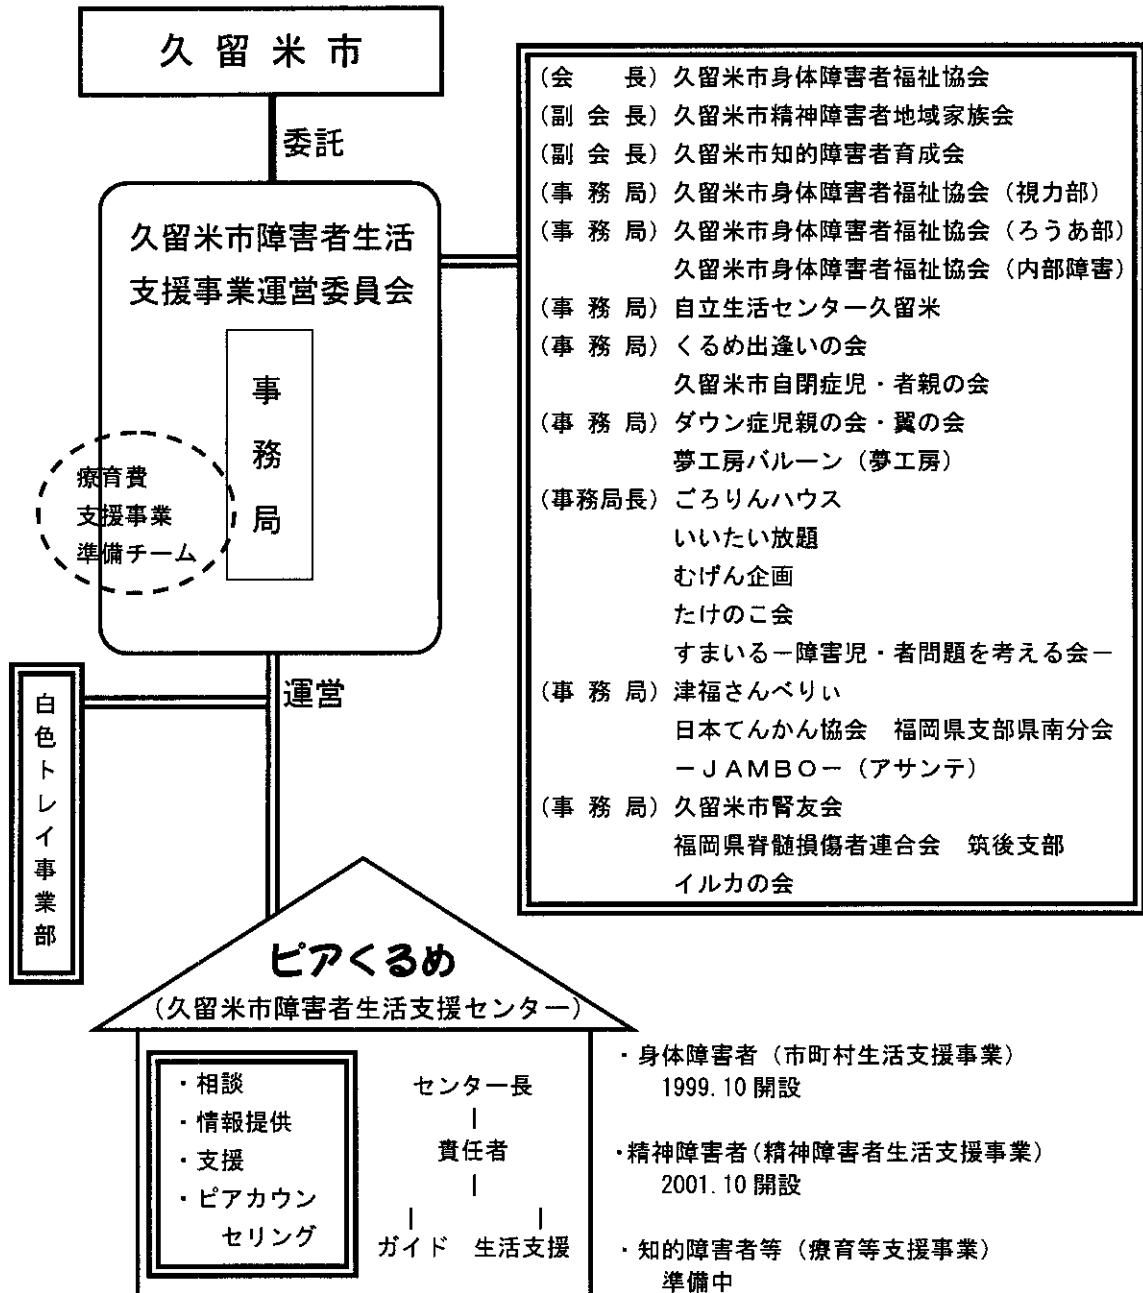 久留米市
委託
久留米市障害者生活
支援事業運営委員会
事務局
療育費
支援事業
準備チーム
(会　　長) 久留米市身体障害者福祉協会
(副 会 長) 久留米市精神障害者地域家族会
(副 会 長) 久留米市知的障害者育成会
(事 務 局) 久留米市身体障害者福祉協会（視力部）
(事 務 局) 久留米市身体障害者福祉協会（ろうあ部）
久留米市身体障害者福祉協会（内部障害）
(事 務 局) 自立生活センター久留米
(事 務 局) くるめ出逢いの会
久留米市自閉症児・者親の会
(事 務 局) ダウン症児親の会・翼の会
夢工房バルーン（夢工房）
(事務局長) ごろりんハウス
いいたい放題
むげん企画
たけのこ会
すまいる－障害児・者問題を考える会－
(事 務 局) 津福さんべりぃ
日本てんかん協会　福岡県支部県南分会
－ＪＡＭＢＯ－（アサンテ）
(事 務 局) 久留米市腎友会
福岡県脊髄損傷者連合会　筑後支部
イルカの会
運営
白色トレイ事業部
ピアくるめ
（久留米市障害者生活支援センター）
・相談
・情報提供
・支援
・ピアカウン
セリング
センター長
責任者
ガイド　生活支援
・身体障害者（市町村生活支援事業）
1999.10 開設
・精神障害者（精神障害者生活支援事業）
2001.10 開設
・知的障害者等（療育等支援事業）
準備中